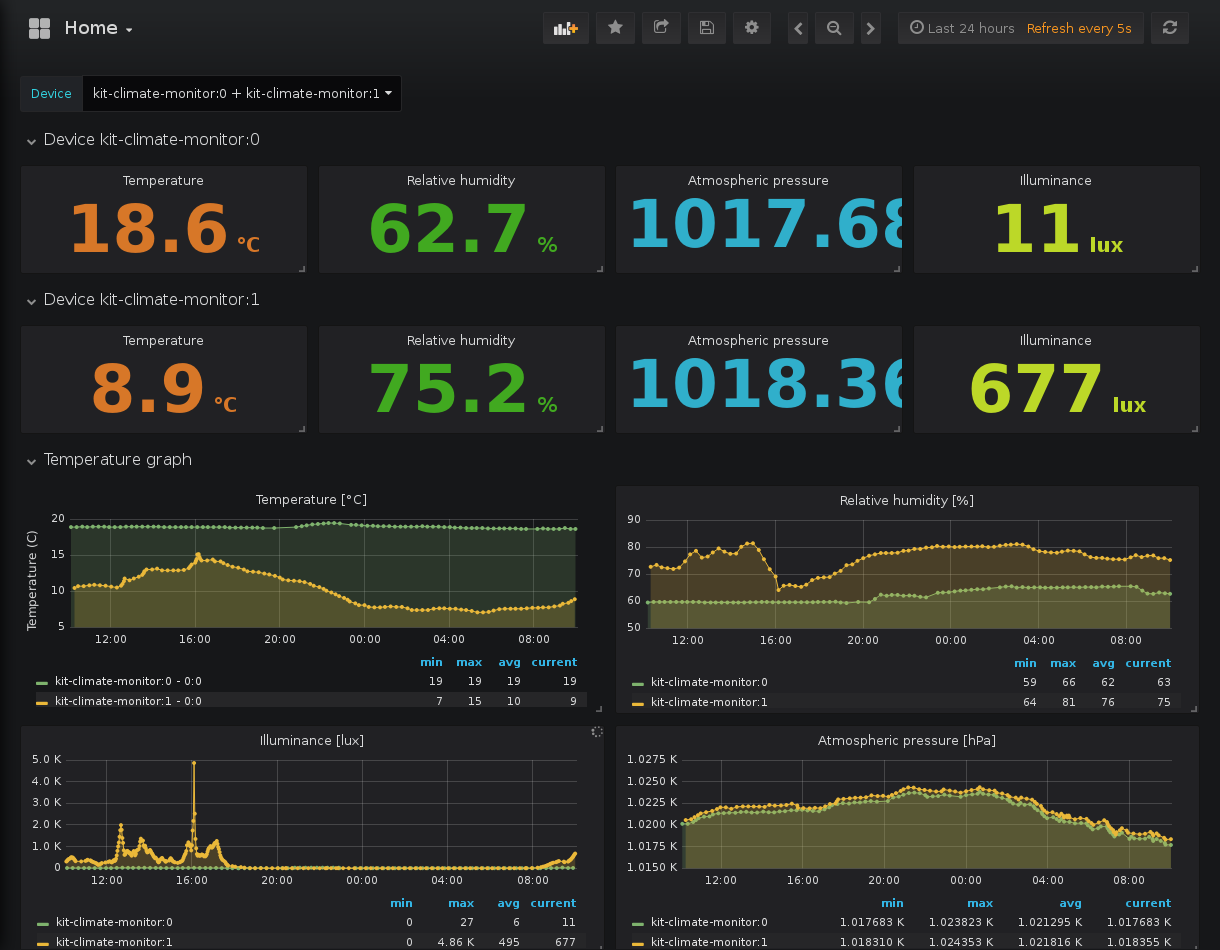 Home
Last 24 hours Refresh every 5s
Device kit-climate-monitor:0 + kit-climate-monitor:1
Device kit-climate-monitor:0
Temperature Relative humidity Atmospheric pressure Illuminance
18.6 °C 62.7 % 1017.68 11 lux
Device kit-climate-monitor:1
Temperature Relative humidity Atmospheric pressure Illuminance
8.9 °C 75.2 % 1018.36 677 lux
Temperature graph
Temperature [°C]
Temperature (C)
20
15
10
5
12:00 16:00 20:00 00:00 04:00 08:00
min max avg current
kit-climate-monitor:0 - 0:0 19 19 19 19
kit-climate-monitor:1 - 0:0 7 15 10 9
Relative humidity [%]
90
80
70
60
50
12:00 16:00 20:00 00:00 04:00 08:00
min max avg current
kit-climate-monitor:0 59 66 62 63
kit-climate-monitor:1 64 81 76 75
Illuminance [lux]
5.0 K
4.0 K
3.0 K
2.0 K
1.0 K
0
12:00 16:00 20:00 00:00 04:00 08:00
min max avg current
kit-climate-monitor:0 0 27 6 11
kit-climate-monitor:1 0 4.86 K 495 677
Atmospheric pressure [hPa]
1.0275 K
1.0250 K
1.0225 K
1.0200 K
1.0175 K
1.0150 K
12:00 16:00 20:00 00:00 04:00 08:00
min max avg current
kit-climate-monitor:0 1.017683 K 1.023823 K 1.021295 K 1.017683 K
kit-climate-monitor:1 1.018310 K 1.024353 K 1.021816 K 1.018355 K